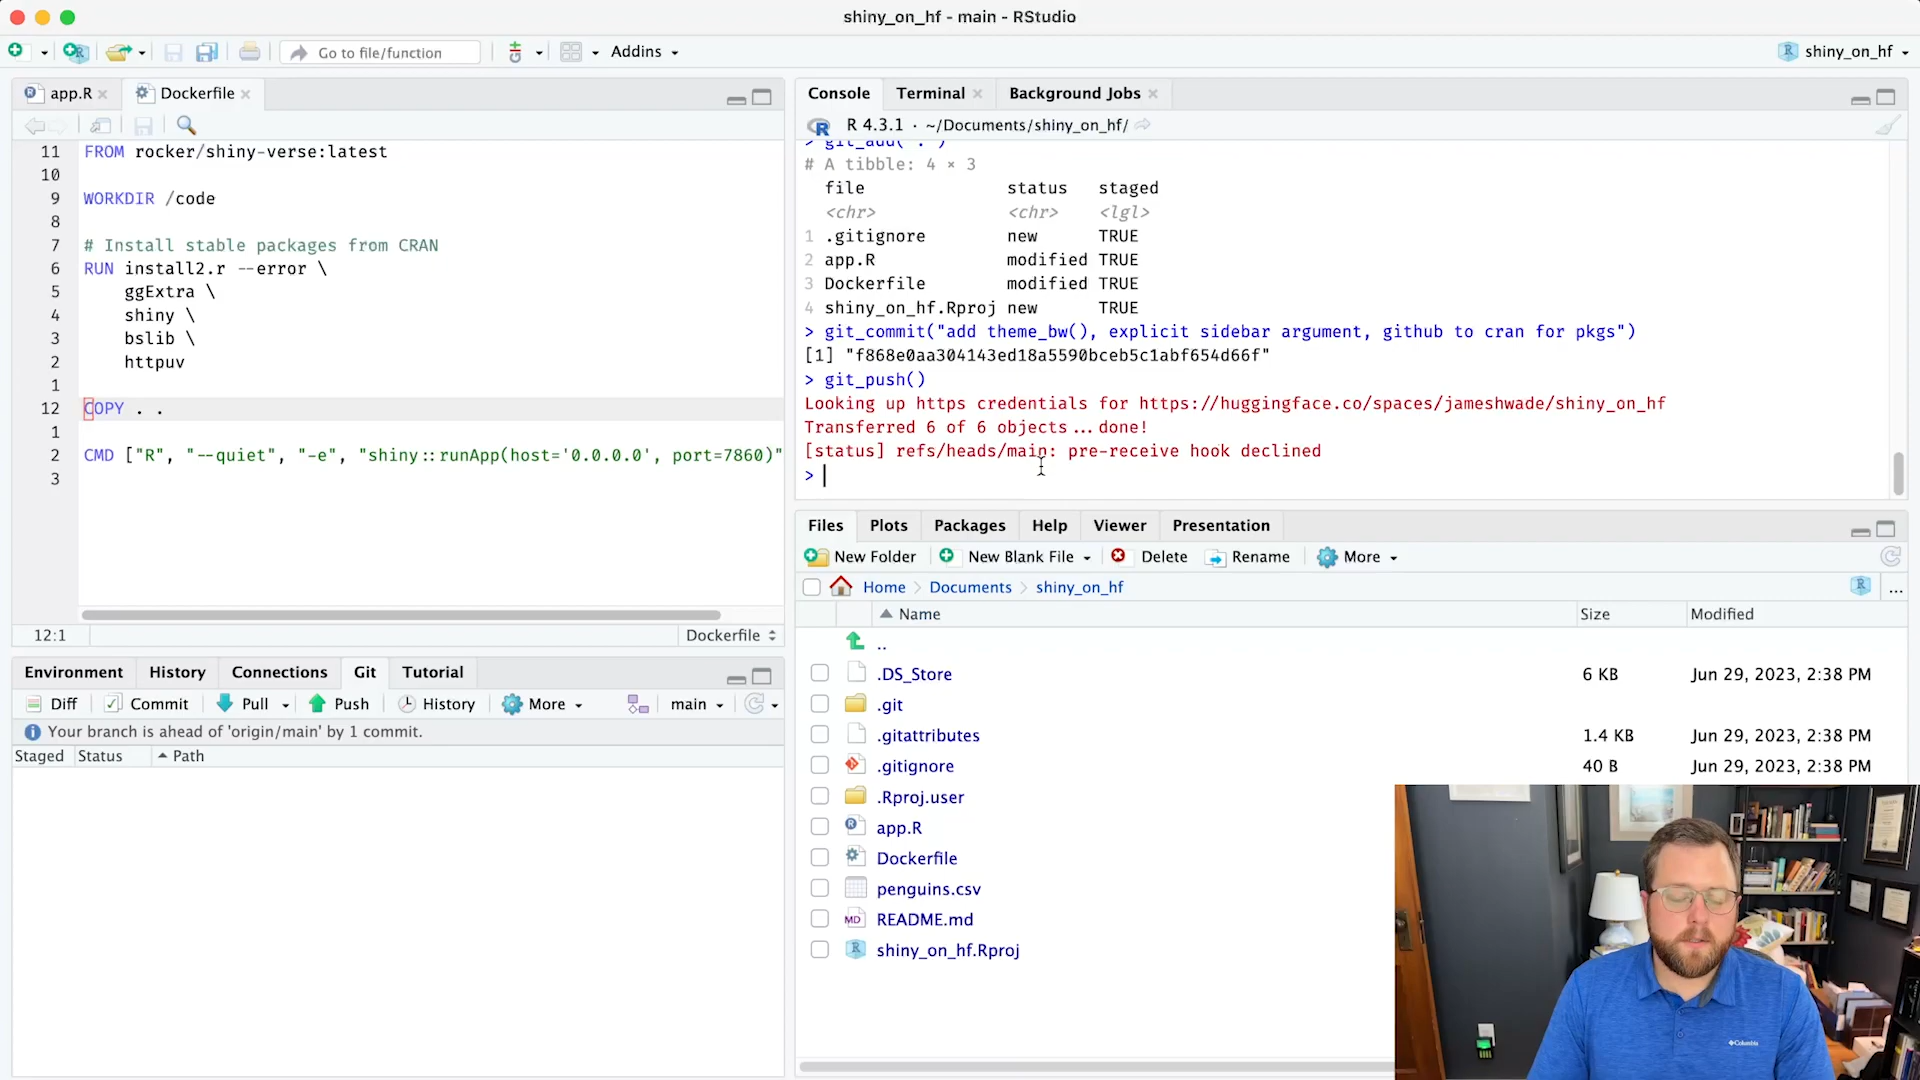 shiny_on_hf - main - RStudio
Go to file/function
Addins
shiny_on_hf
app.R
Dockerfile
11 FROM rocker/shiny-verse:latest
10
9 WORKDIR /code
8
7 # Install stable packages from CRAN
6 RUN install2.r --error \
5 ggExtra \
4 shiny \
3 bslib \
2 httpuv
1
12 COPY . .
1
2 CMD ["R", "--quiet", "-e", "shiny::runApp(host='0.0.0.0', port=7860)"
3
12:1
Dockerfile
Console
Terminal
Background Jobs
R 4.3.1 · ~/Documents/shiny_on_hf/
> git_add(".")
# A tibble: 4 × 3
file status staged
<chr> <chr> <lgl>
1 .gitignore new TRUE
2 app.R modified TRUE
3 Dockerfile modified TRUE
4 shiny_on_hf.Rproj new TRUE
> git_commit("add theme_bw(), explicit sidebar argument, github to cran for pkgs")
[1] "f868e0aa304143ed18a5590bceb5c1abf654d66f"
> git_push()
Looking up https credentials for https://huggingface.co/spaces/jameshwade/shiny_on_hf
Transferred 6 of 6 objects...done!
[status] refs/heads/main: pre-receive hook declined
>
Environment
History
Connections
Git
Tutorial
Diff
Commit
Pull
Push
History
More
main
Your branch is ahead of 'origin/main' by 1 commit.
Staged Status Path
Files
Plots
Packages
Help
Viewer
Presentation
New Folder
New Blank File
Delete
Rename
More
Home > Documents > shiny_on_hf
...
Name Size Modified
..
.DS_Store 6 KB Jun 29, 2023, 2:38 PM
.git
.gitattributes 1.4 KB Jun 29, 2023, 2:38 PM
.gitignore 40 B Jun 29, 2023, 2:38 PM
.Rproj.user
app.R
Dockerfile
penguins.csv
MD README.md
shiny_on_hf.Rproj
Columbia